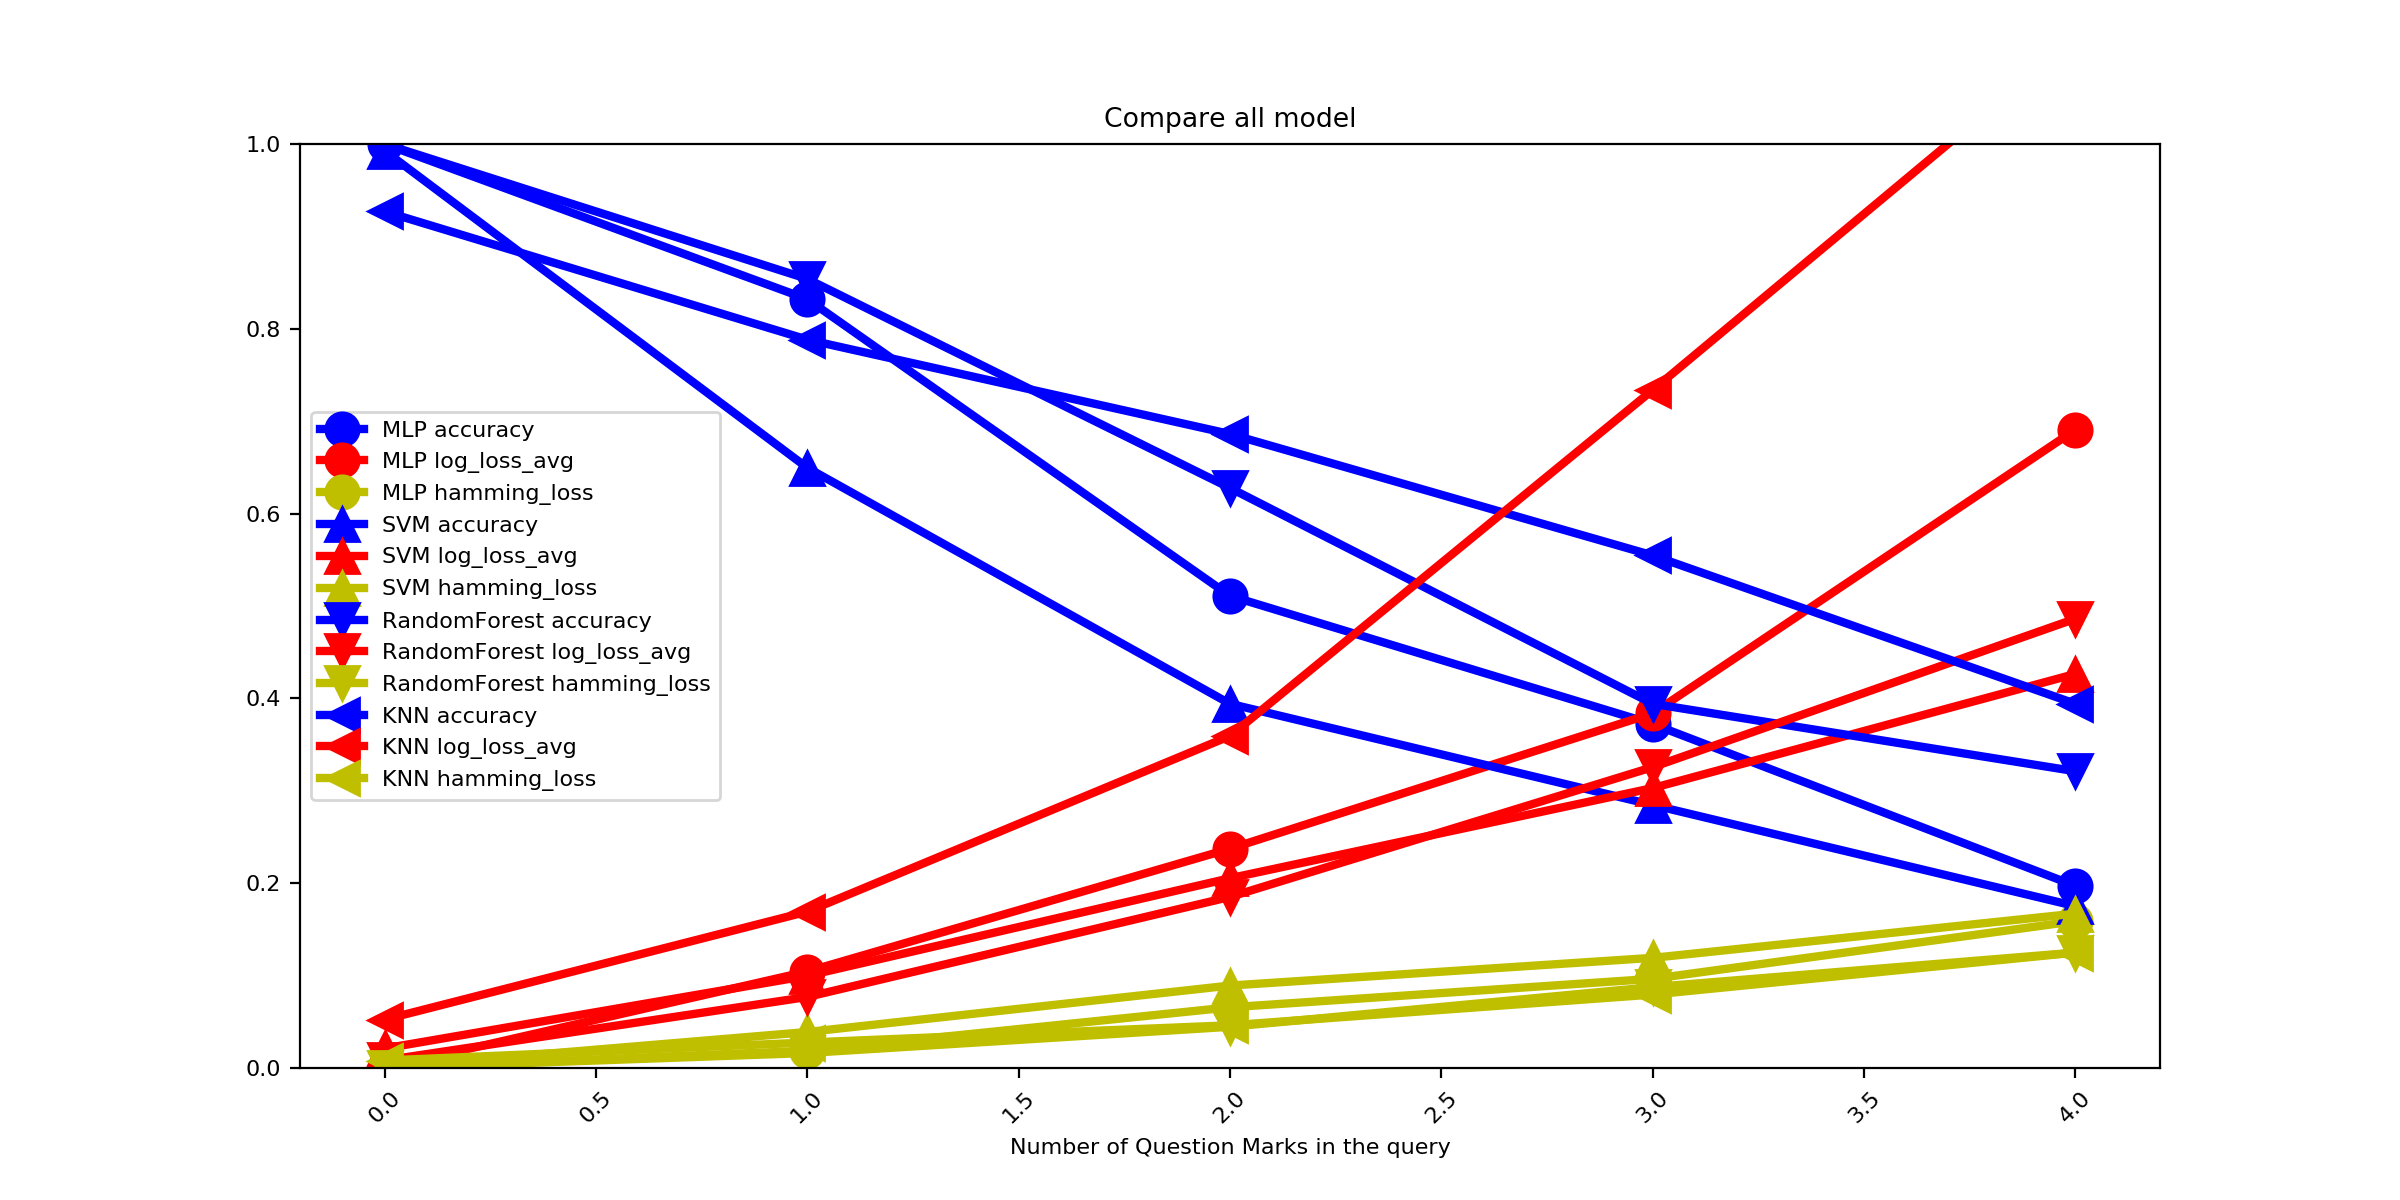 Compare all model
1.0
0.8
0.6
0.4
0.2
0.0
MLP accuracy
MLP log_loss_avg
MLP hamming_loss
SVM accuracy
SVM log_loss_avg
SVM hamming_loss
RandomForest accuracy
RandomForest log_loss_avg
RandomForest hamming_loss
KNN accuracy
KNN log_loss_avg
KNN hamming_loss
0.0 0.5 1.0 1.5 2.0 2.5 3.0 3.5 4.0
Number of Question Marks in the query